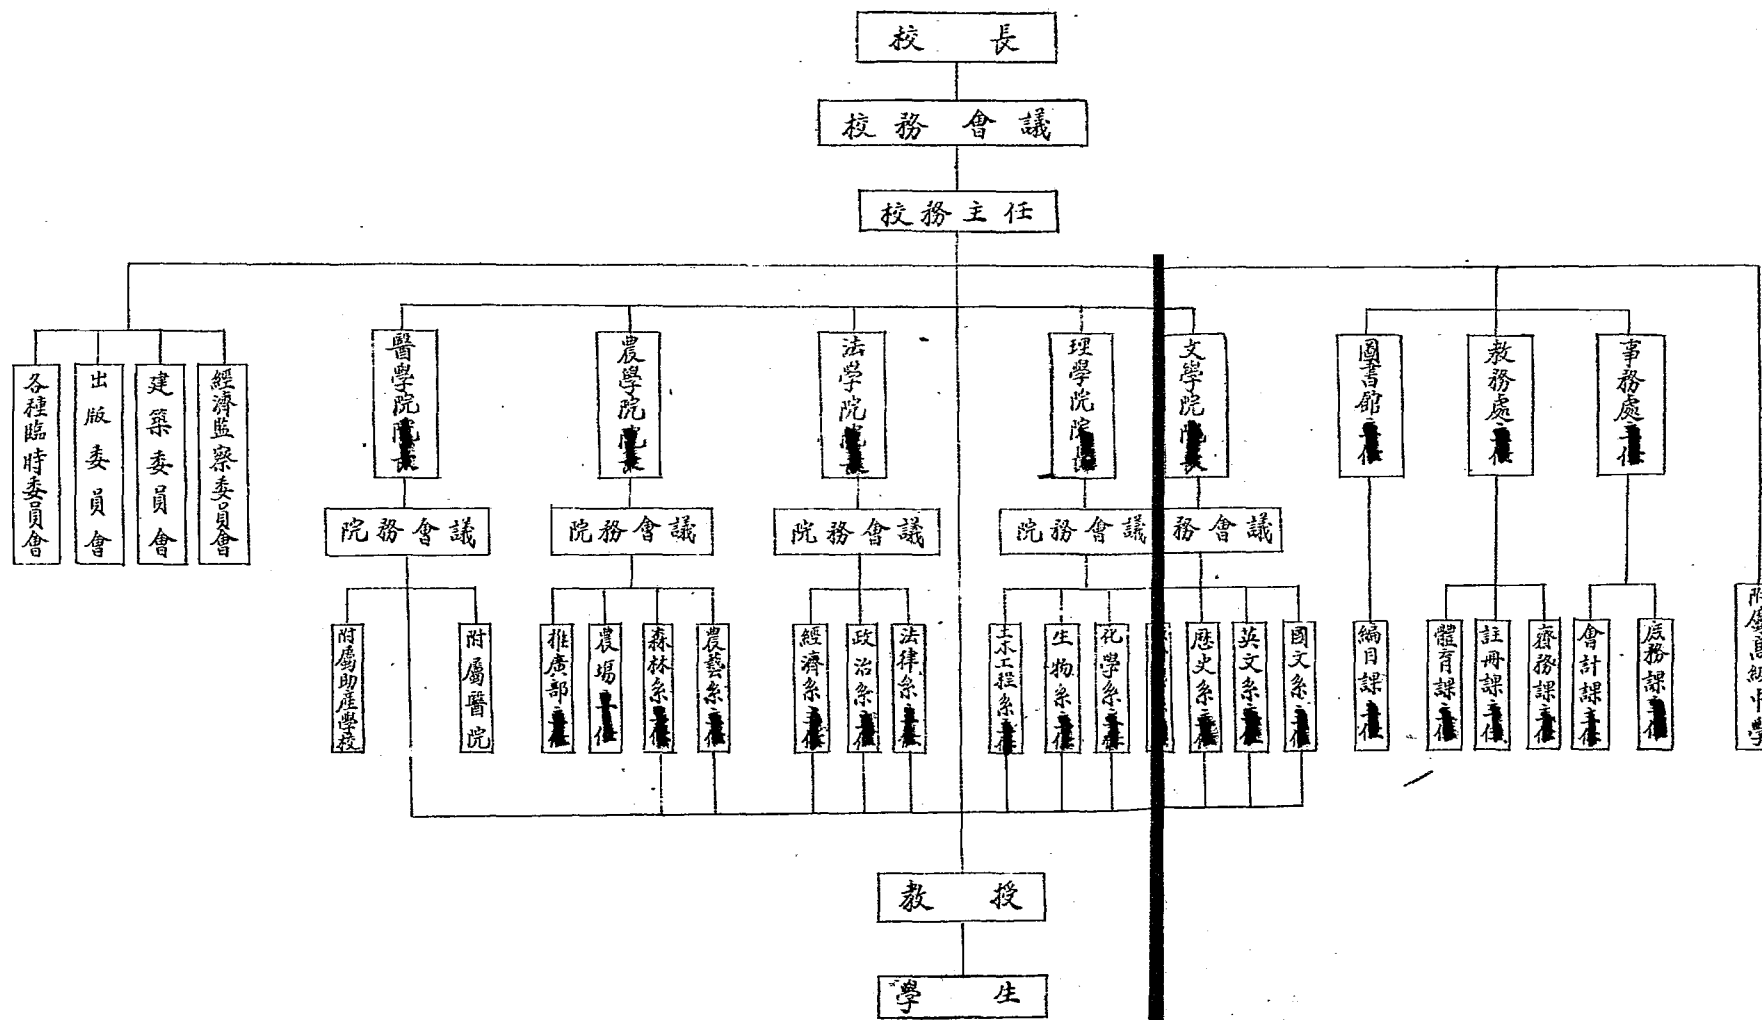 校長
校務會議
校務主任
各種臨時委員會
出版委員會
建築委員會
經濟監察委員會
醫學院
農學院
法學院
理學院
文學院
圖書館
教務處
事務處
院務會議
院務會議
院務會議
院務會議
務會議
附屬助產學校
附屬醫院
推廣部
農場
森林系
農藝系
經濟系
政治系
法律系
土木工程系
生物系
化學系
歷史系
英文系
國文系
編目課
體育課
註冊課
齋務課
會計課
庶務課
教授
學生